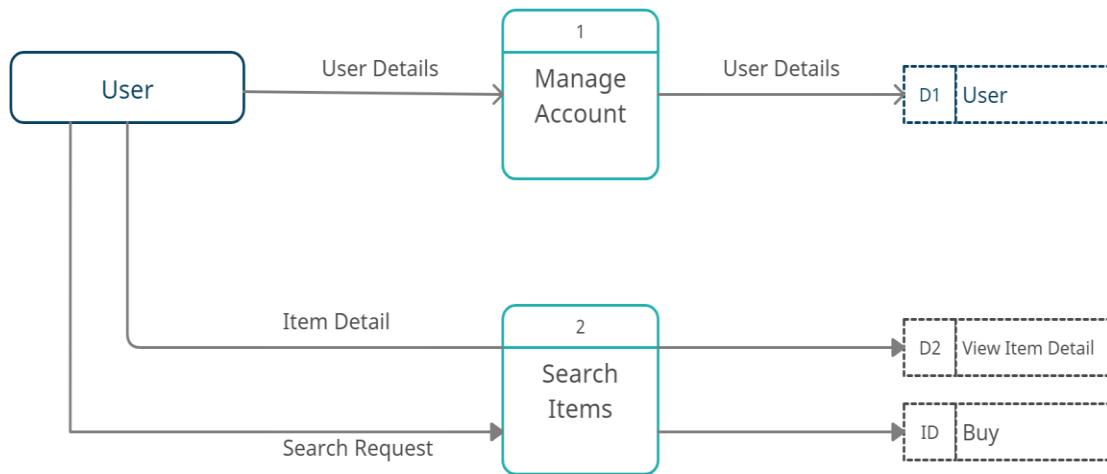 1
User Details
User Details
User
Manage
Account
D1
User
Item Detail
2
D2
View Item Detail
Search
Items
Search Request
ID
Buy